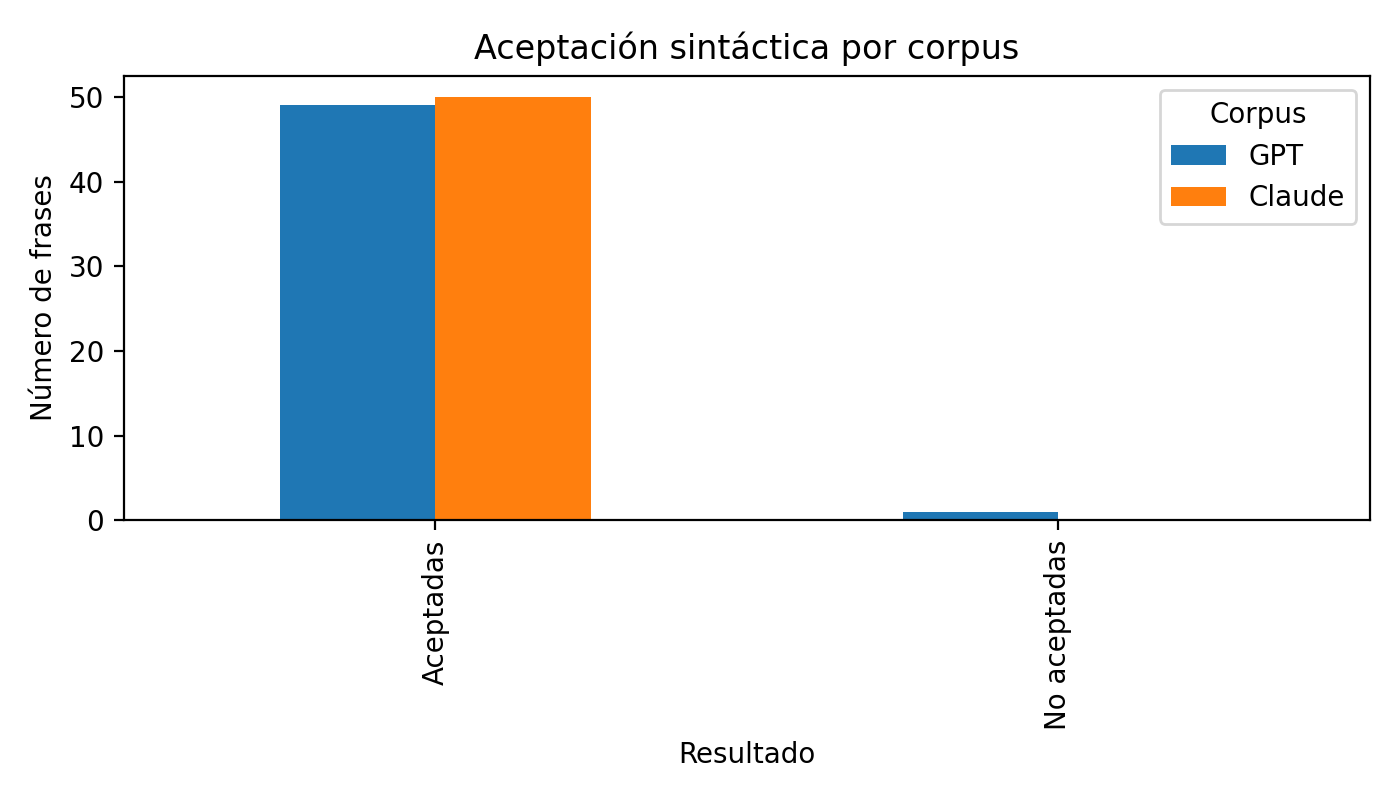 Aceptación sintáctica por corpus
50
40
30
20
10
0
Número de frases
Corpus
GPT
Claude
Aceptadas
No aceptadas
Resultado